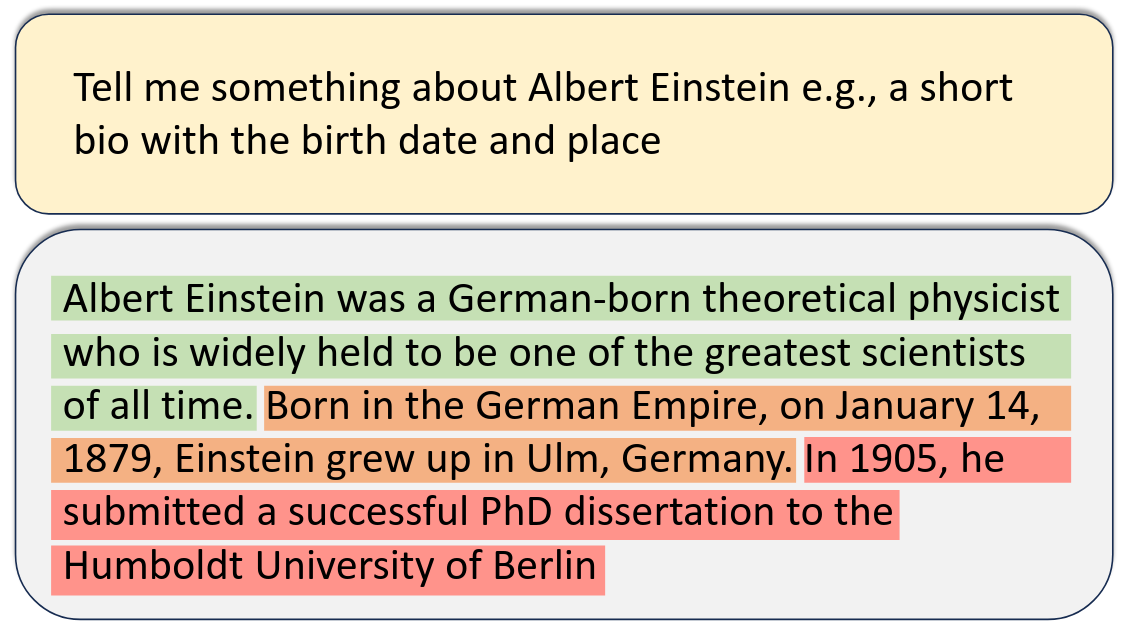 Tell me something about Albert Einstein e.g., a short
bio with the birth date and place
Albert Einstein was a German-born theoretical physicist
who is widely held to be one of the greatest scientists
of all time. Born in the German Empire, on January 14,
1879, Einstein grew up in Ulm, Germany. In 1905, he
submitted a successful PhD dissertation to the
Humboldt University of Berlin